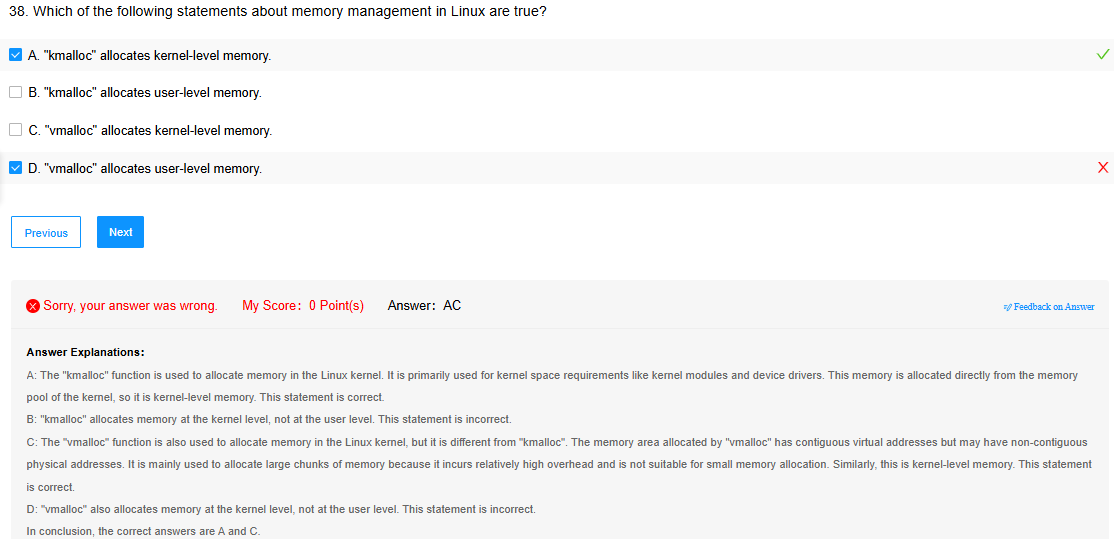 38. Which of the following statements about memory management in Linux are true?
A. "kmalloc" allocates kernel-level memory.
B. "kmalloc" allocates user-level memory.
C. "vmalloc" allocates kernel-level memory.
D. "vmalloc" allocates user-level memory.
Previous Next
Sorry, your answer was wrong. My Score: 0 Point(s) Answer: AC Feedback on Answer
Answer Explanations:
A: The "kmalloc" function is used to allocate memory in the Linux kernel. It is primarily used for kernel space requirements like kernel modules and device drivers. This memory is allocated directly from the memory
pool of the kernel, so it is kernel-level memory. This statement is correct.
B: "kmalloc" allocates memory at the kernel level, not at the user level. This statement is incorrect.
C: The "vmalloc" function is also used to allocate memory in the Linux kernel, but it is different from "kmalloc". The memory area allocated by "vmalloc" has contiguous virtual addresses but may have non-contiguous
physical addresses. It is mainly used to allocate large chunks of memory because it incurs relatively high overhead and is not suitable for small memory allocation. Similarly, this is kernel-level memory. This statement
is correct.
D: "vmalloc" also allocates memory at the kernel level, not at the user level. This statement is incorrect.
In conclusion, the correct answers are A and C.